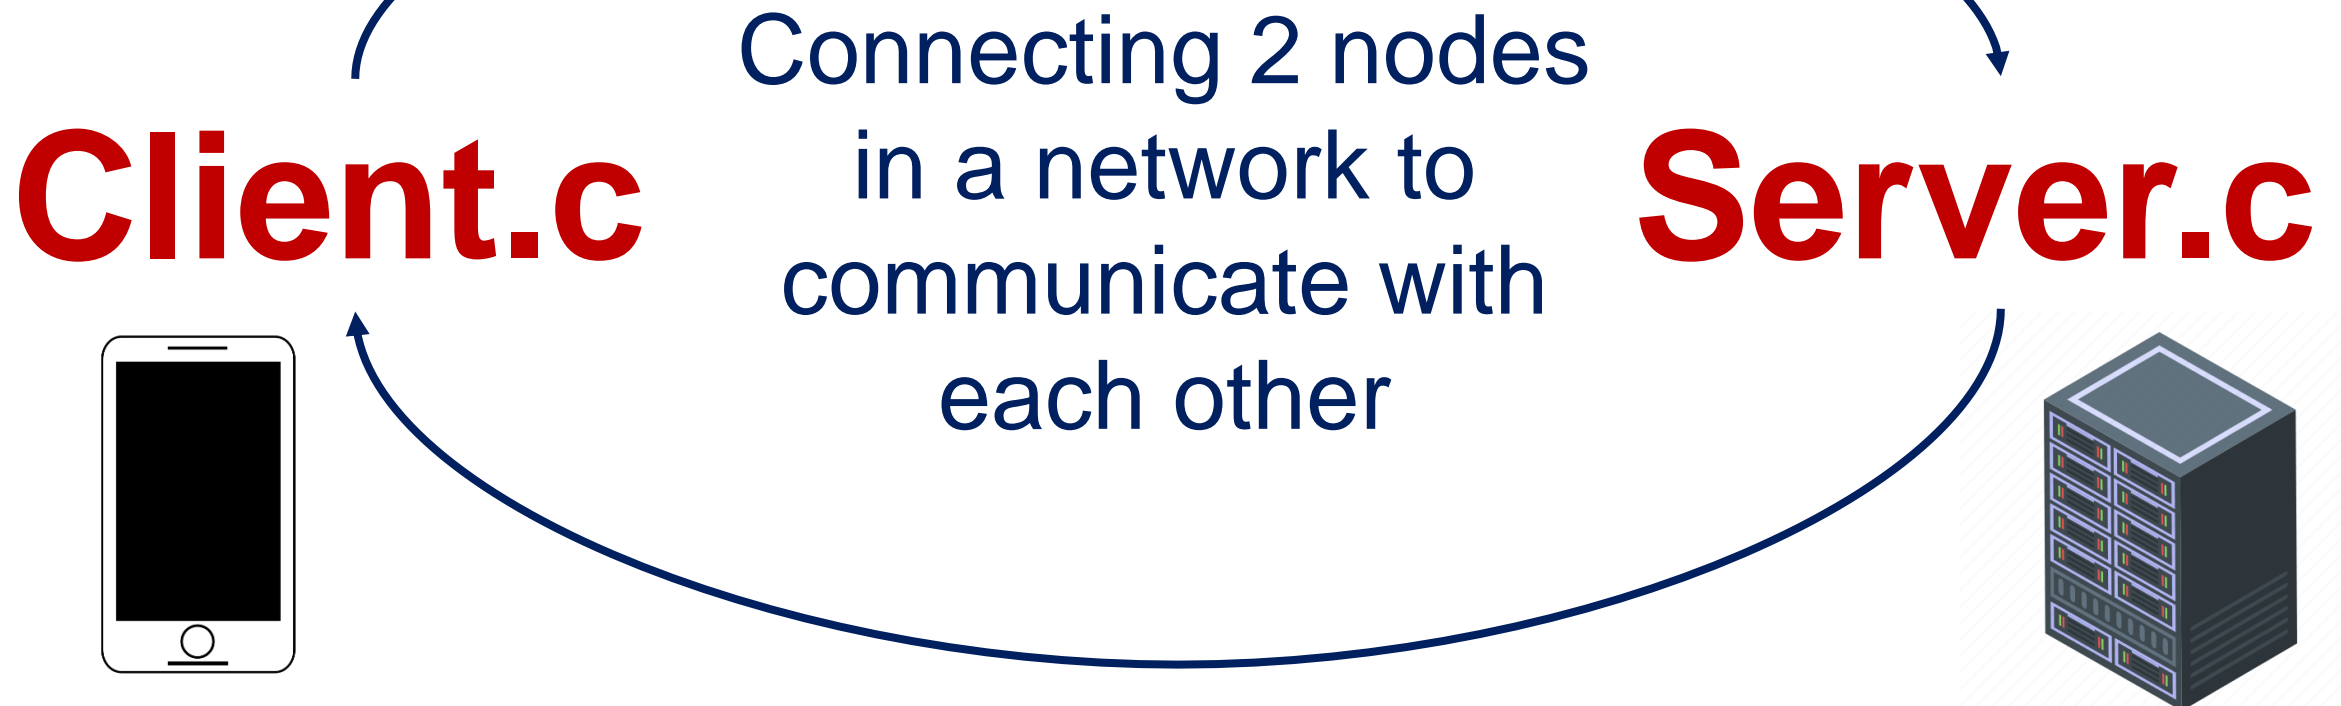 Connecting 2 nodes
in a network to
communicate with
each other
Client.c
Server.c